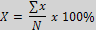 X = ∑x / N x 100%